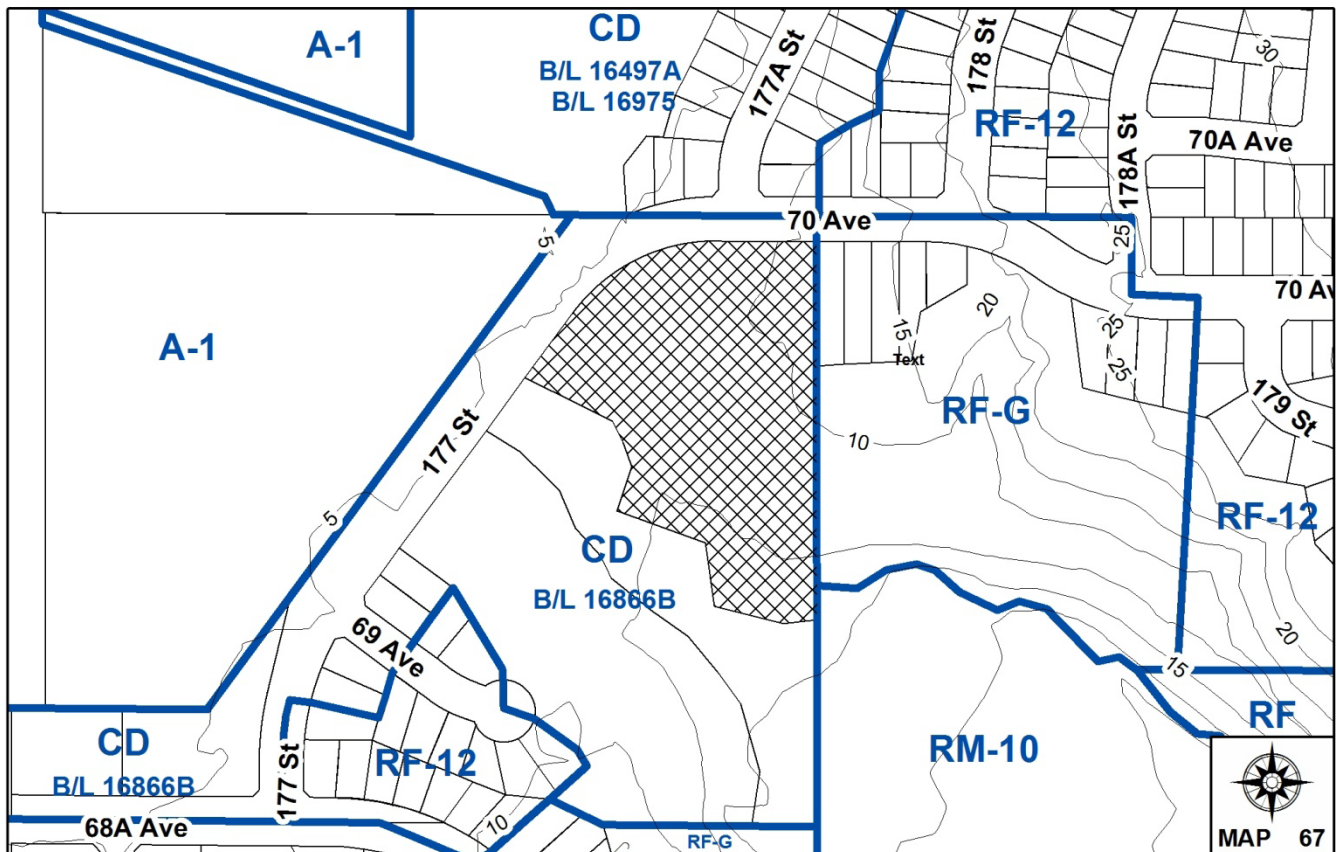 A-1
CD
B/L 16497A
B/L 16975
177A St
178 St
30
RF-12
178A St
70A Ave
5
70 Ave
25
70 Av
A-1
15
Text
20
25
25
RF-G
179 St
177 St
10
5
RF-12
CD
B/L 16866B
69 Ave
20
15
RF
CD
B/L 16866B
177 St
RF-12
RM-10
68A Ave
10
RF-G
MAP 67